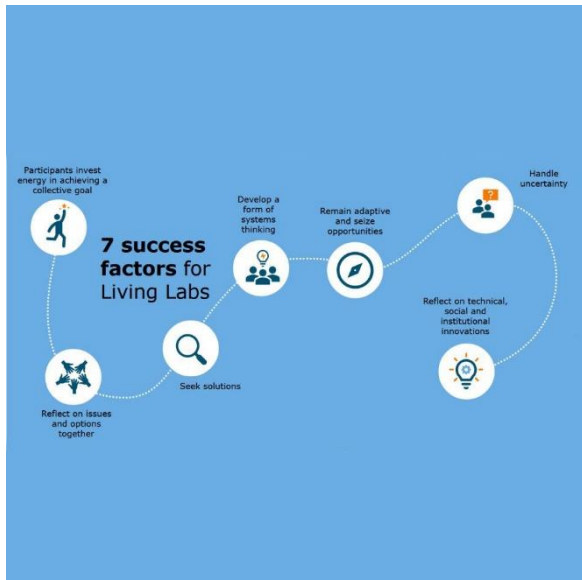 Participants invest
energy in achieving a
collective goal
7 success
factors for
Living Labs
Reflect on issues
and options
together
Seek solutions
Develop a
form of
systems
thinking
Remain adaptive
and seize
opportunities
Handle
uncertainty
?
Reflect on technical,
social and
institutional
innovations